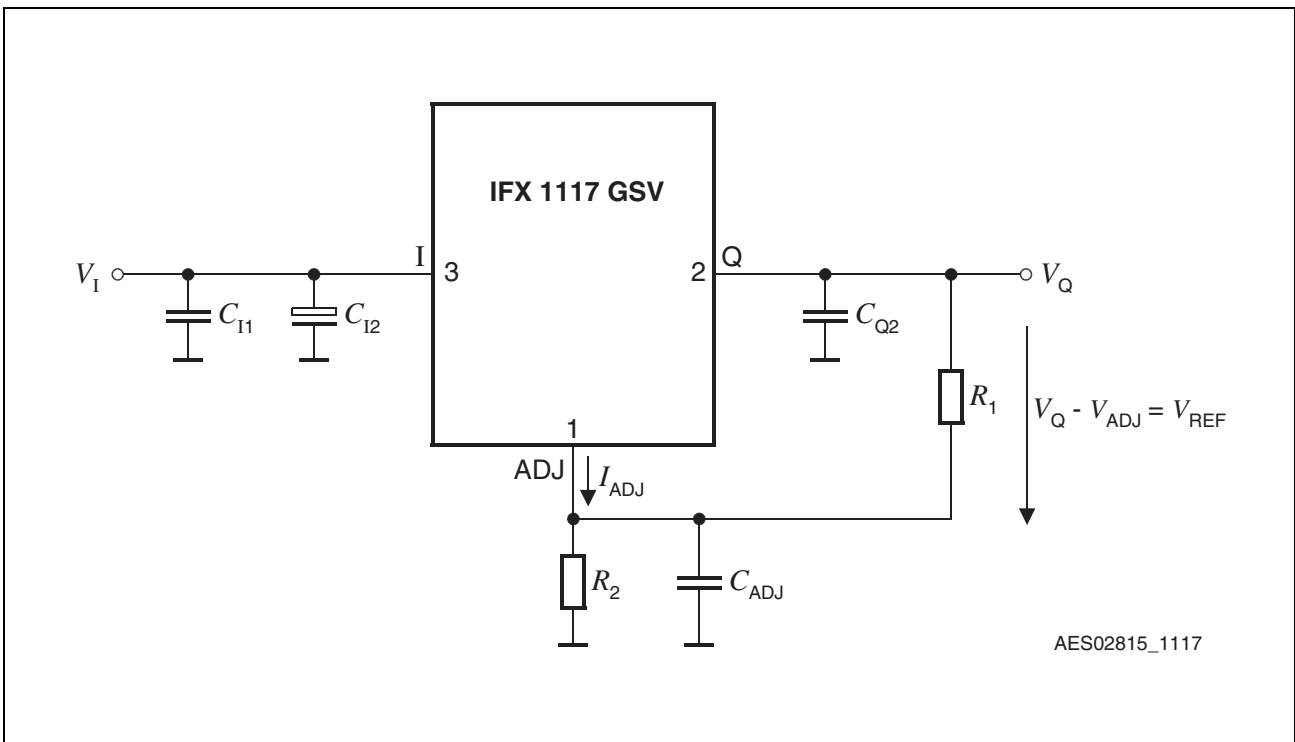 IFX 1117 GSV
I
3
2
Q
V_I
V_Q
C_I1
C_I2
C_Q2
R_1
V_Q - V_ADJ = V_REF
1
ADJ
I_ADJ
R_2
C_ADJ
AES02815_1117